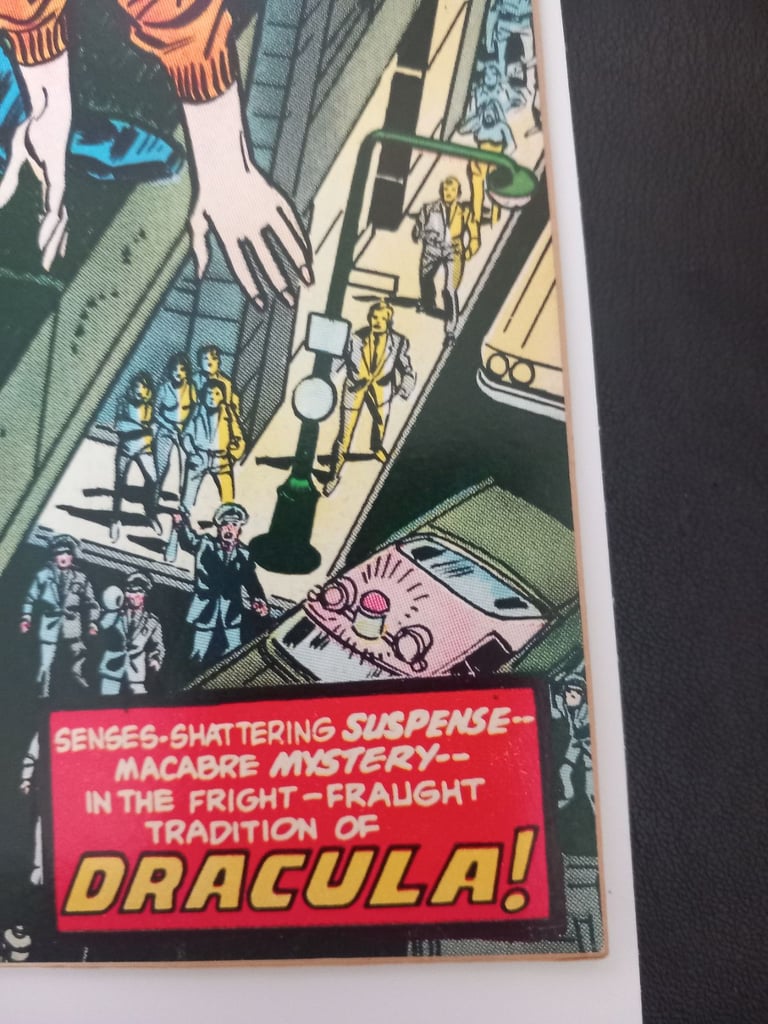 SENSES-SHATTERING SUSPENSE--
MACABRE MYSTERY--
IN THE FRIGHT-FRAUGHT
TRADITION OF
DRACULA!